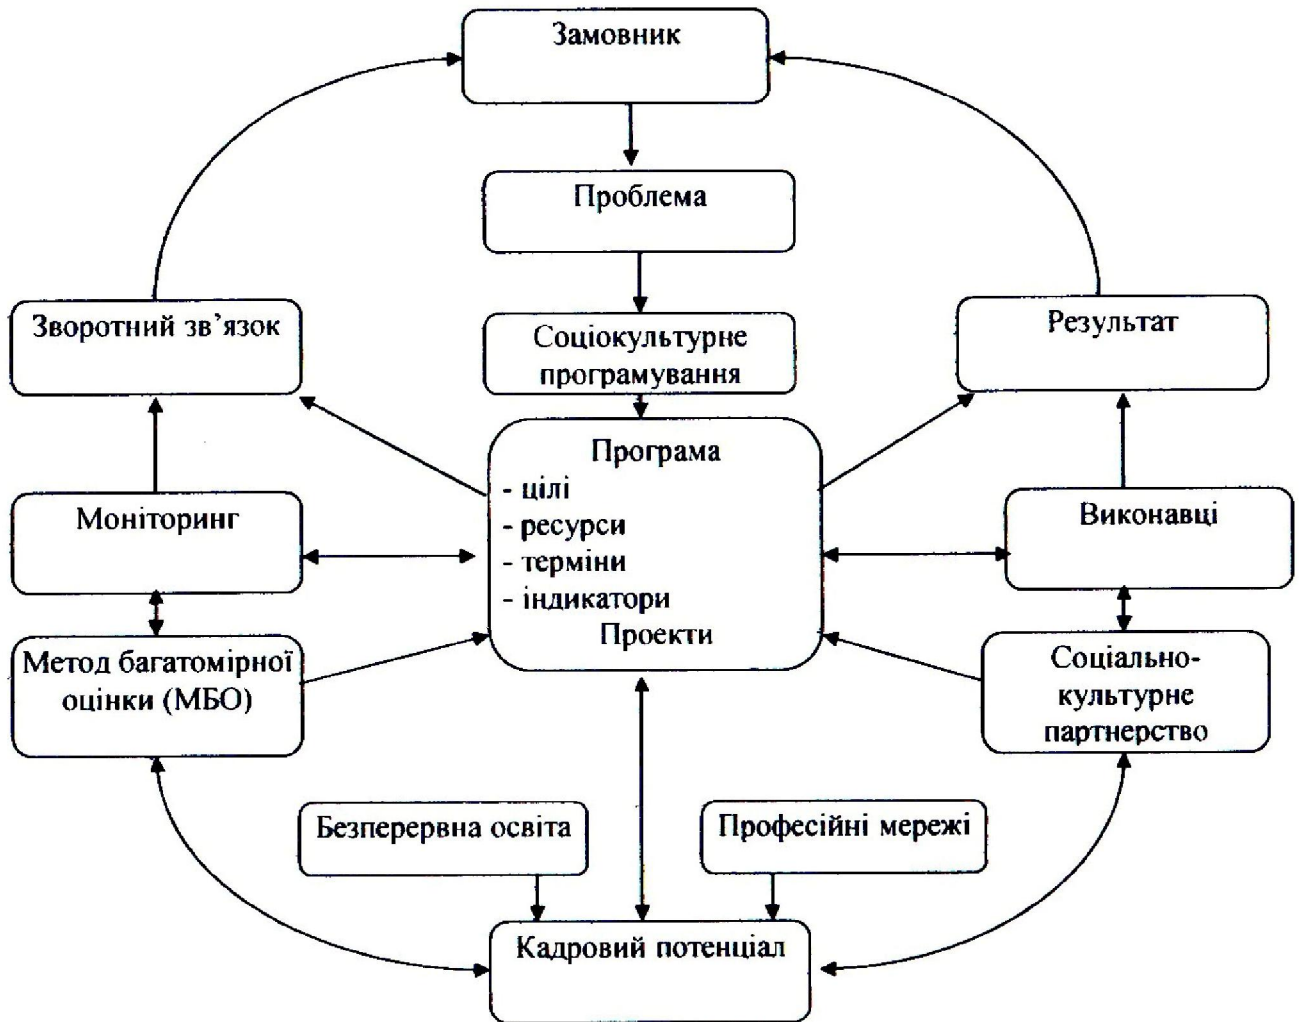 Замовник
Проблема
Зворотний зв’язок
Соціокультурне
програмування
Результат
Програма
- цілі
- ресурси
- терміни
- індикатори
Проекти
Моніторинг
Виконавці
Метод багатомірної
оцінки (МБО)
Соціально-
культурне
партнерство
Безперервна освіта
Професійні мережі
Кадровий потенціал